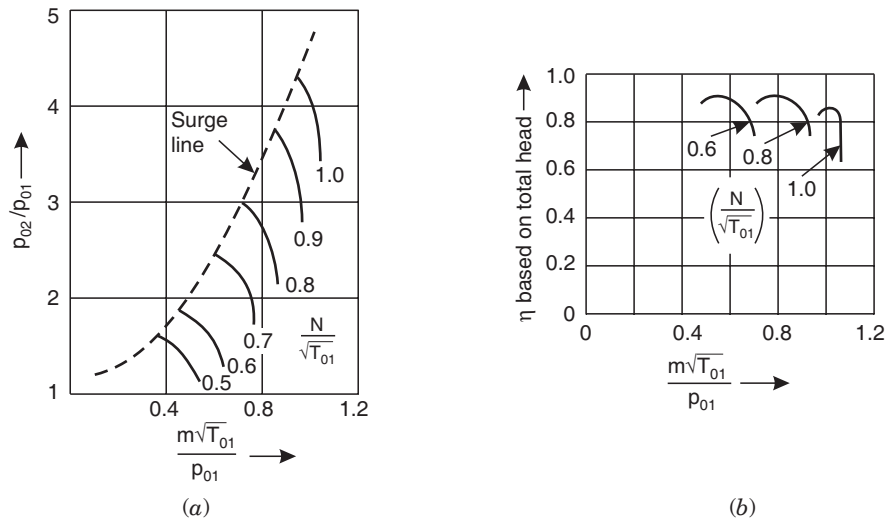 5
4
3
2
1
p02/p01
Surge
line
1.0
0.9
0.8
0.7
0.6
0.5
N
√T01
0.4
0.8
1.2
m√T01
p01
(a)
1.0
0.8
0.6
0.4
0.2
0
η based on total head
0.6
0.8
1.0
(N
√T01)
0
0.4
0.8
1.2
m√T01
p01
(b)